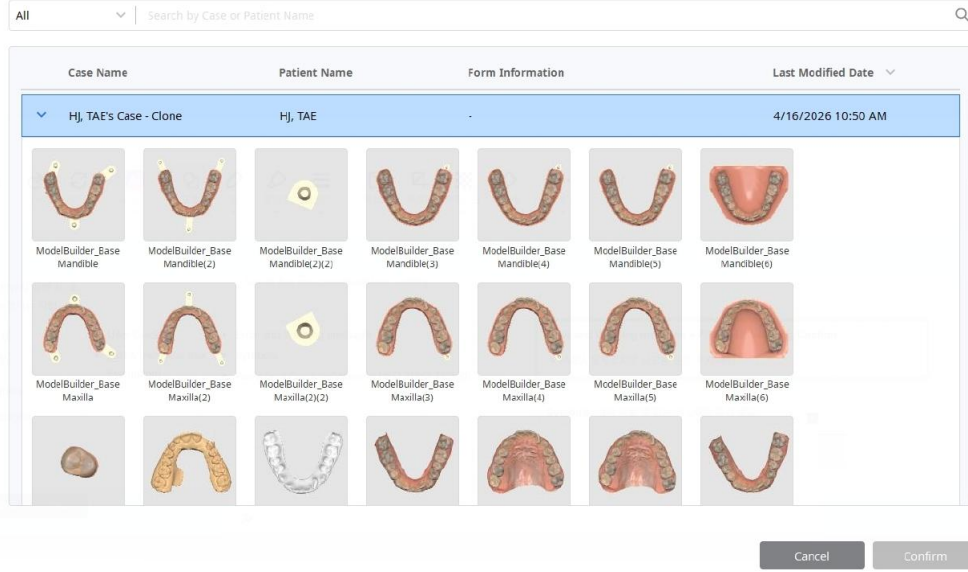 All
Search by Case or Patient Name
Case Name Patient Name Form Information Last Modified Date
HJ, TAE's Case - Clone HJ, TAE - 4/16/2026 10:50 AM
ModelBuilder_Base ModelBuilder_Base ModelBuilder_Base ModelBuilder_Base ModelBuilder_Base ModelBuilder_Base ModelBuilder_Base
Mandible Mandible(2) Mandible(2)(2) Mandible(3) Mandible(4) Mandible(5) Mandible(6)
ModelBuilder_Base ModelBuilder_Base ModelBuilder_Base ModelBuilder_Base ModelBuilder_Base ModelBuilder_Base ModelBuilder_Base
Maxilla Maxilla(2) Maxilla(2)(2) Maxilla(3) Maxilla(4) Maxilla(5) Maxilla(6)
Cancel Confirm